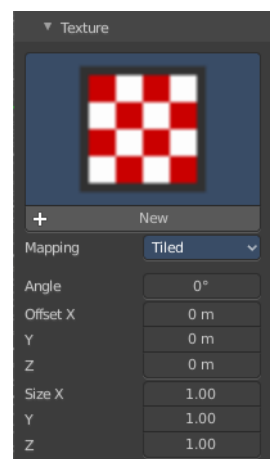 Texture
New
Mapping Tiled
Angle 0°
Offset X 0 m
Y 0 m
Z 0 m
Size X 1.00
Y 1.00
Z 1.00